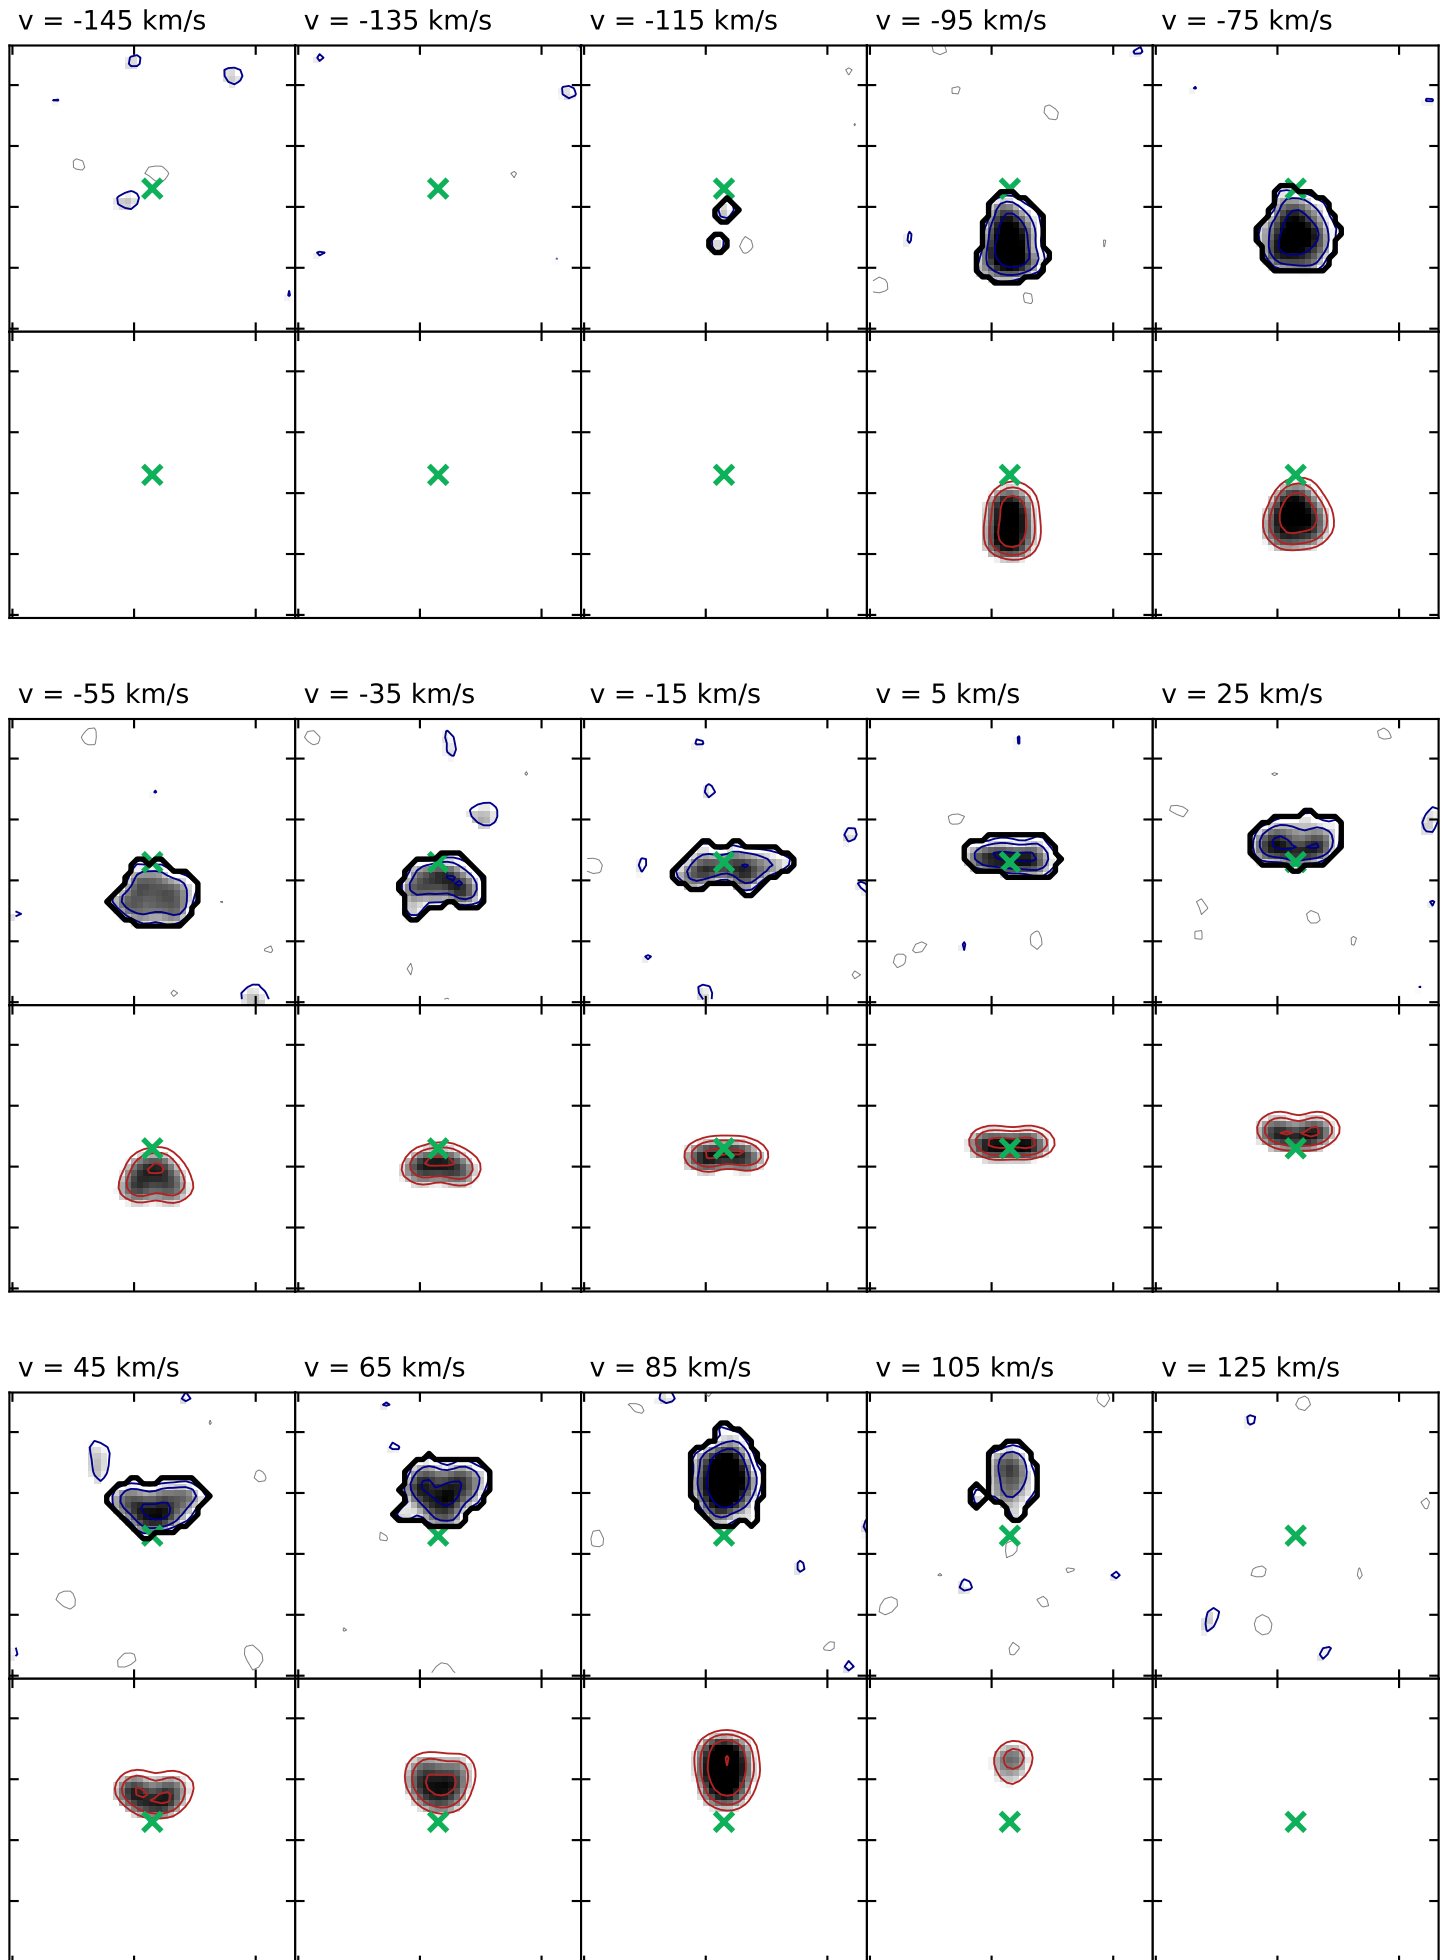 v = -145 km/s v = -135 km/s v = -115 km/s v = -95 km/s v = -75 km/s
v = -55 km/s v = -35 km/s v = -15 km/s v = 5 km/s v = 25 km/s
v = 45 km/s v = 65 km/s v = 85 km/s v = 105 km/s v = 125 km/s